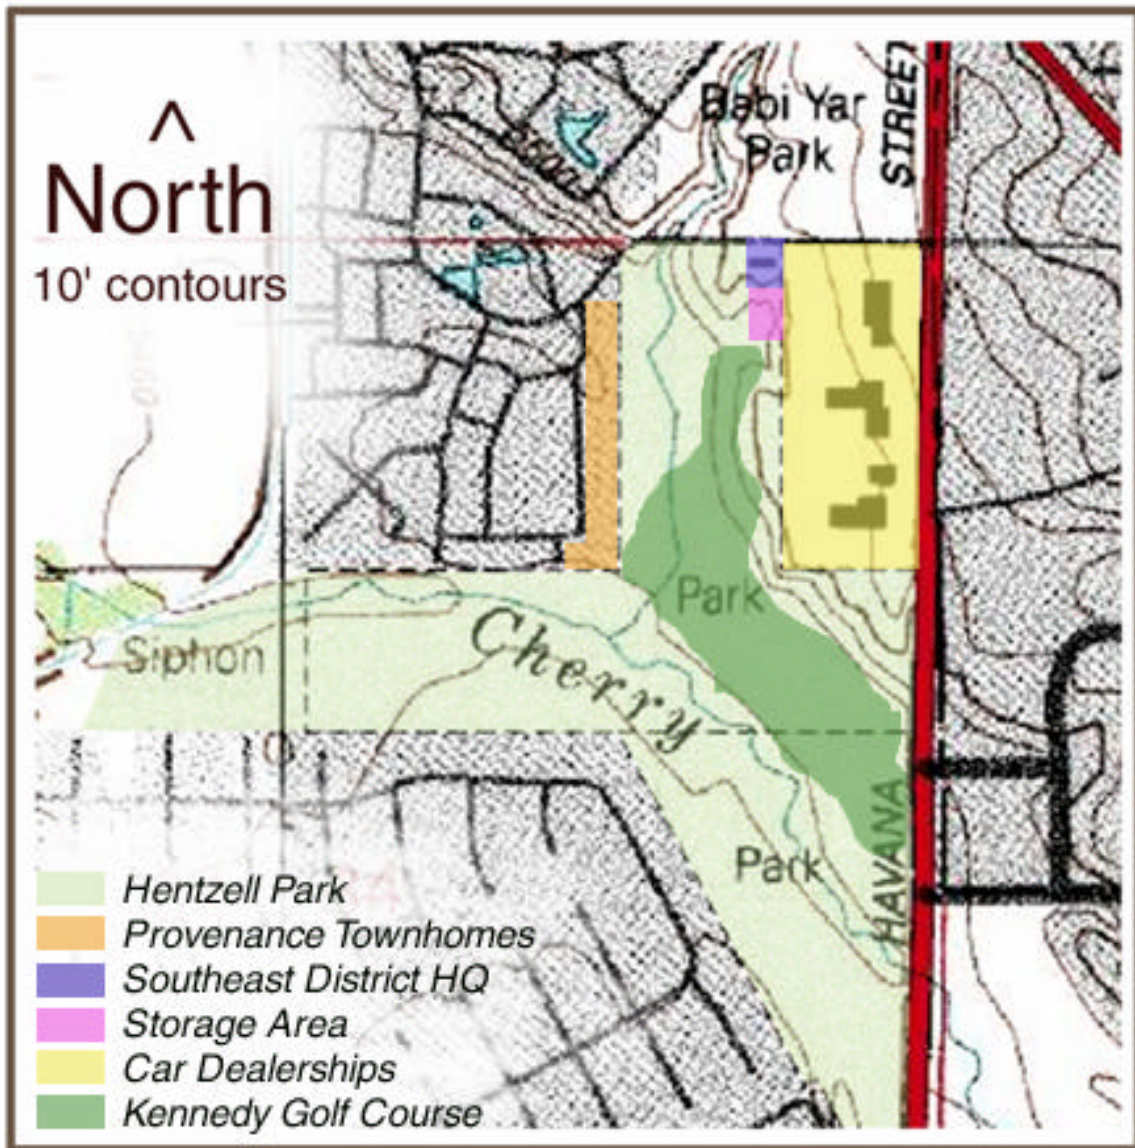 ^
North
10' contours
Babi Yar
Park
STREET
5500
Siphon
Cherry
Park
Park
HAVANA
Hentzell Park
Provenance Townhomes
Southeast District HQ
Storage Area
Car Dealerships
Kennedy Golf Course